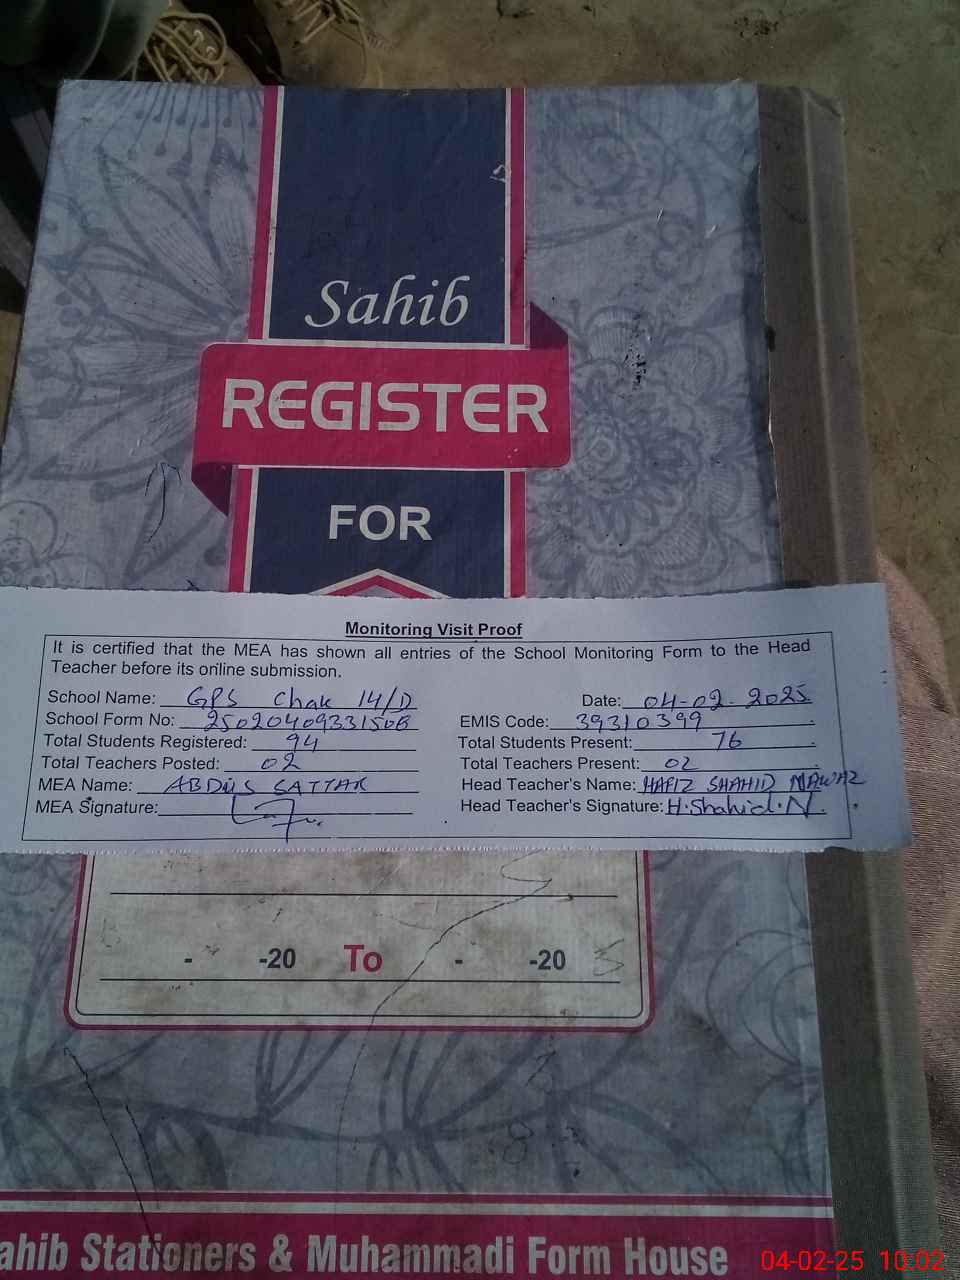 Sahib
REGISTER
FOR
Monitoring Visit Proof
It is certified that the MEA has shown all entries of the School Monitoring Form to the Head
Teacher before its online submission.
School Name: GPS Chak 14/D Date: 04-02-2025
School Form No: EMIS Code: 39310399
Total Students Registered: 94 Total Students Present: 76
Total Teachers Posted: 02 Total Teachers Present: 02
MEA Name: ABDUS SATTAR Head Teacher's Name: HAFIZ SHAHID NAWAZ
MEA Signature: Head Teacher's Signature: H.Shahid.N.
- -20 To - -20
ahib Stationers & Muhammadi Form House
04-02-25 10:02